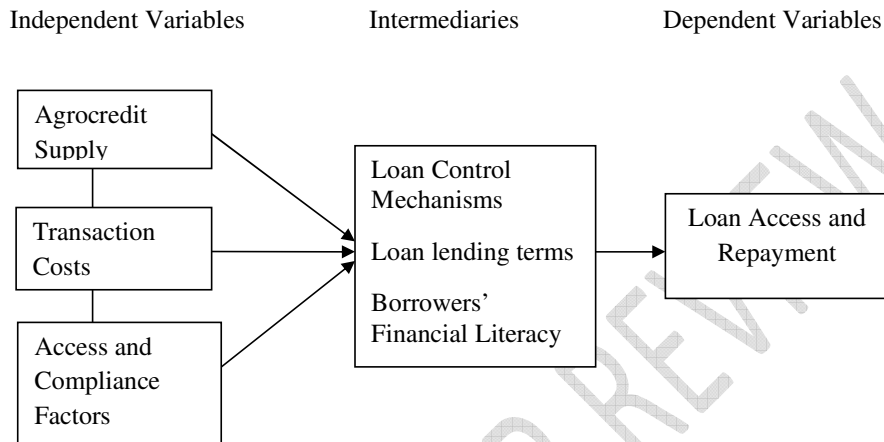 Independent Variables
Intermediaries
Dependent Variables
Agrocredit
Supply
Transaction
Costs
Access and
Compliance
Factors
Loan Control
Mechanisms
Loan lending terms
Borrowers’
Financial Literacy
Loan Access and
Repayment
REVIEW